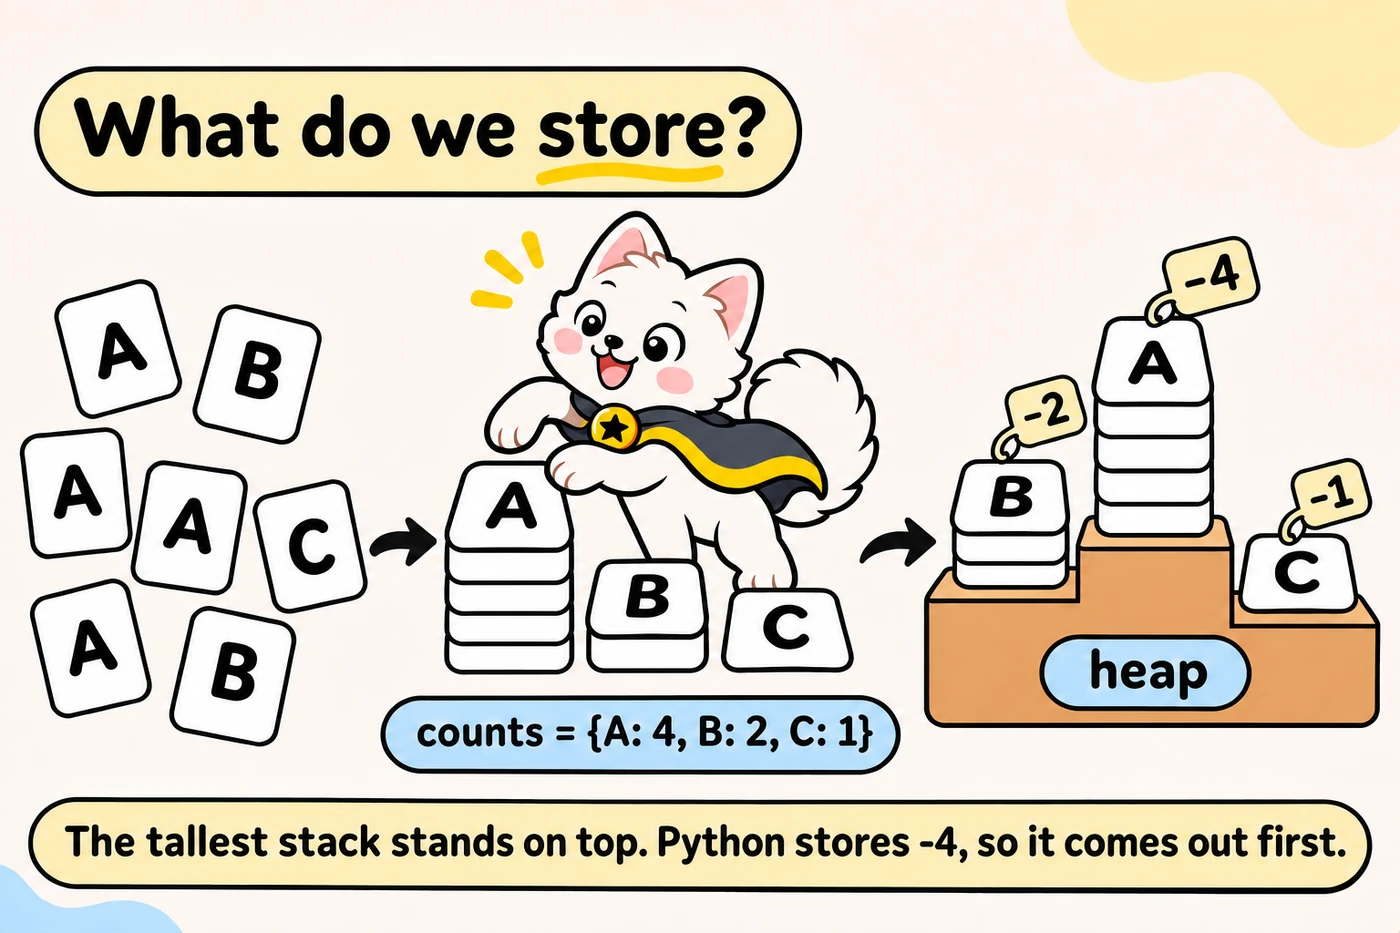 What do we store?
A
B
A
A
C
A
B
A
B
C
counts = {A: 4, B: 2, C: 1}
-4
A
-2
B
-1
C
heap
The tallest stack stands on top. Python stores -4, so it comes out first.